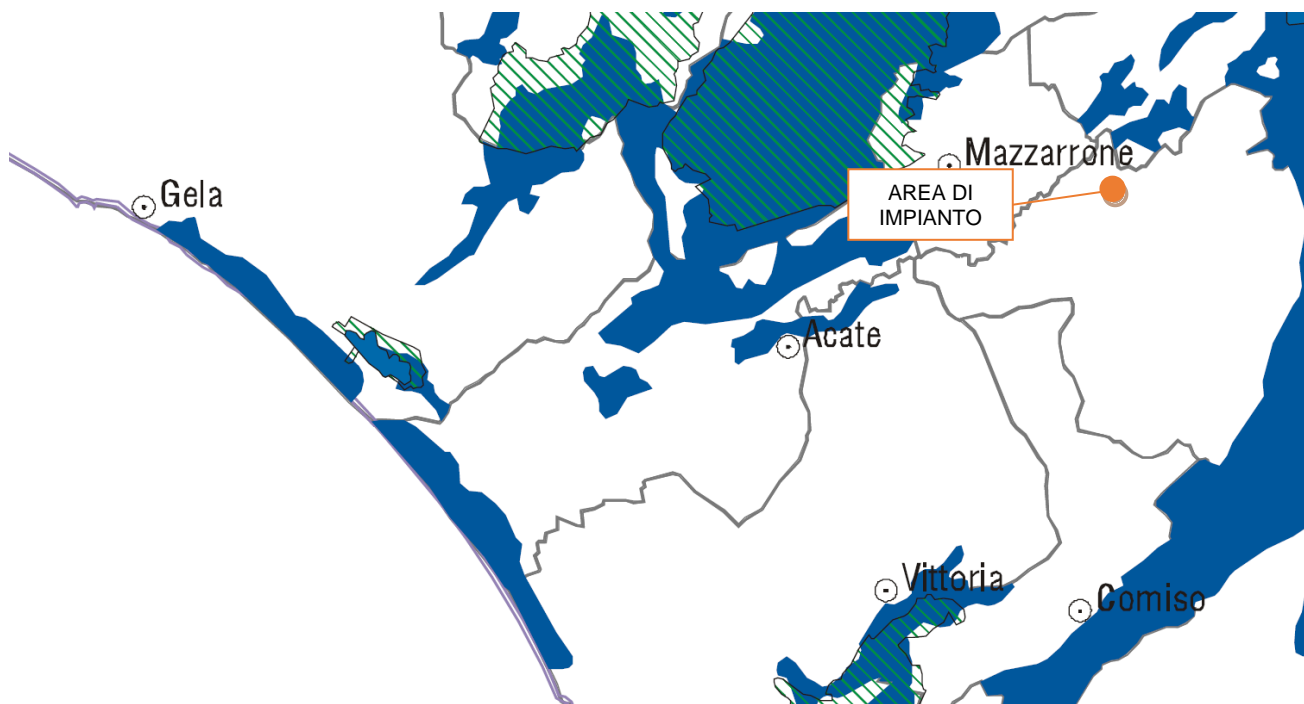 Mazzarrone
Gela
AREA DI
IMPIANTO
Acate
Vittoria
Comiso